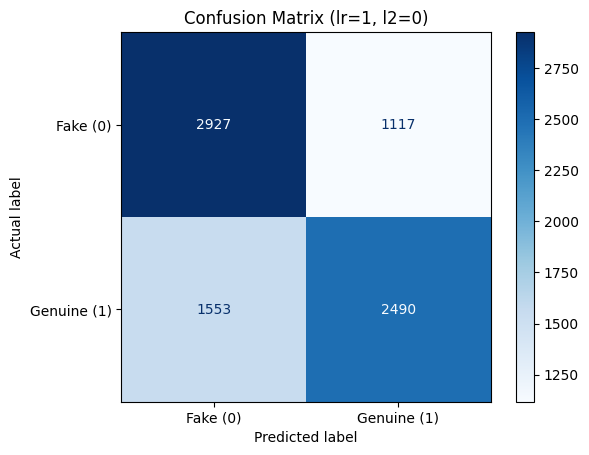 Confusion Matrix (lr=1, l2=0)
Actual label
Fake (0)
2927
1117
Genuine (1)
1553
2490
Fake (0)
Genuine (1)
Predicted label
2750
2500
2250
2000
1750
1500
1250